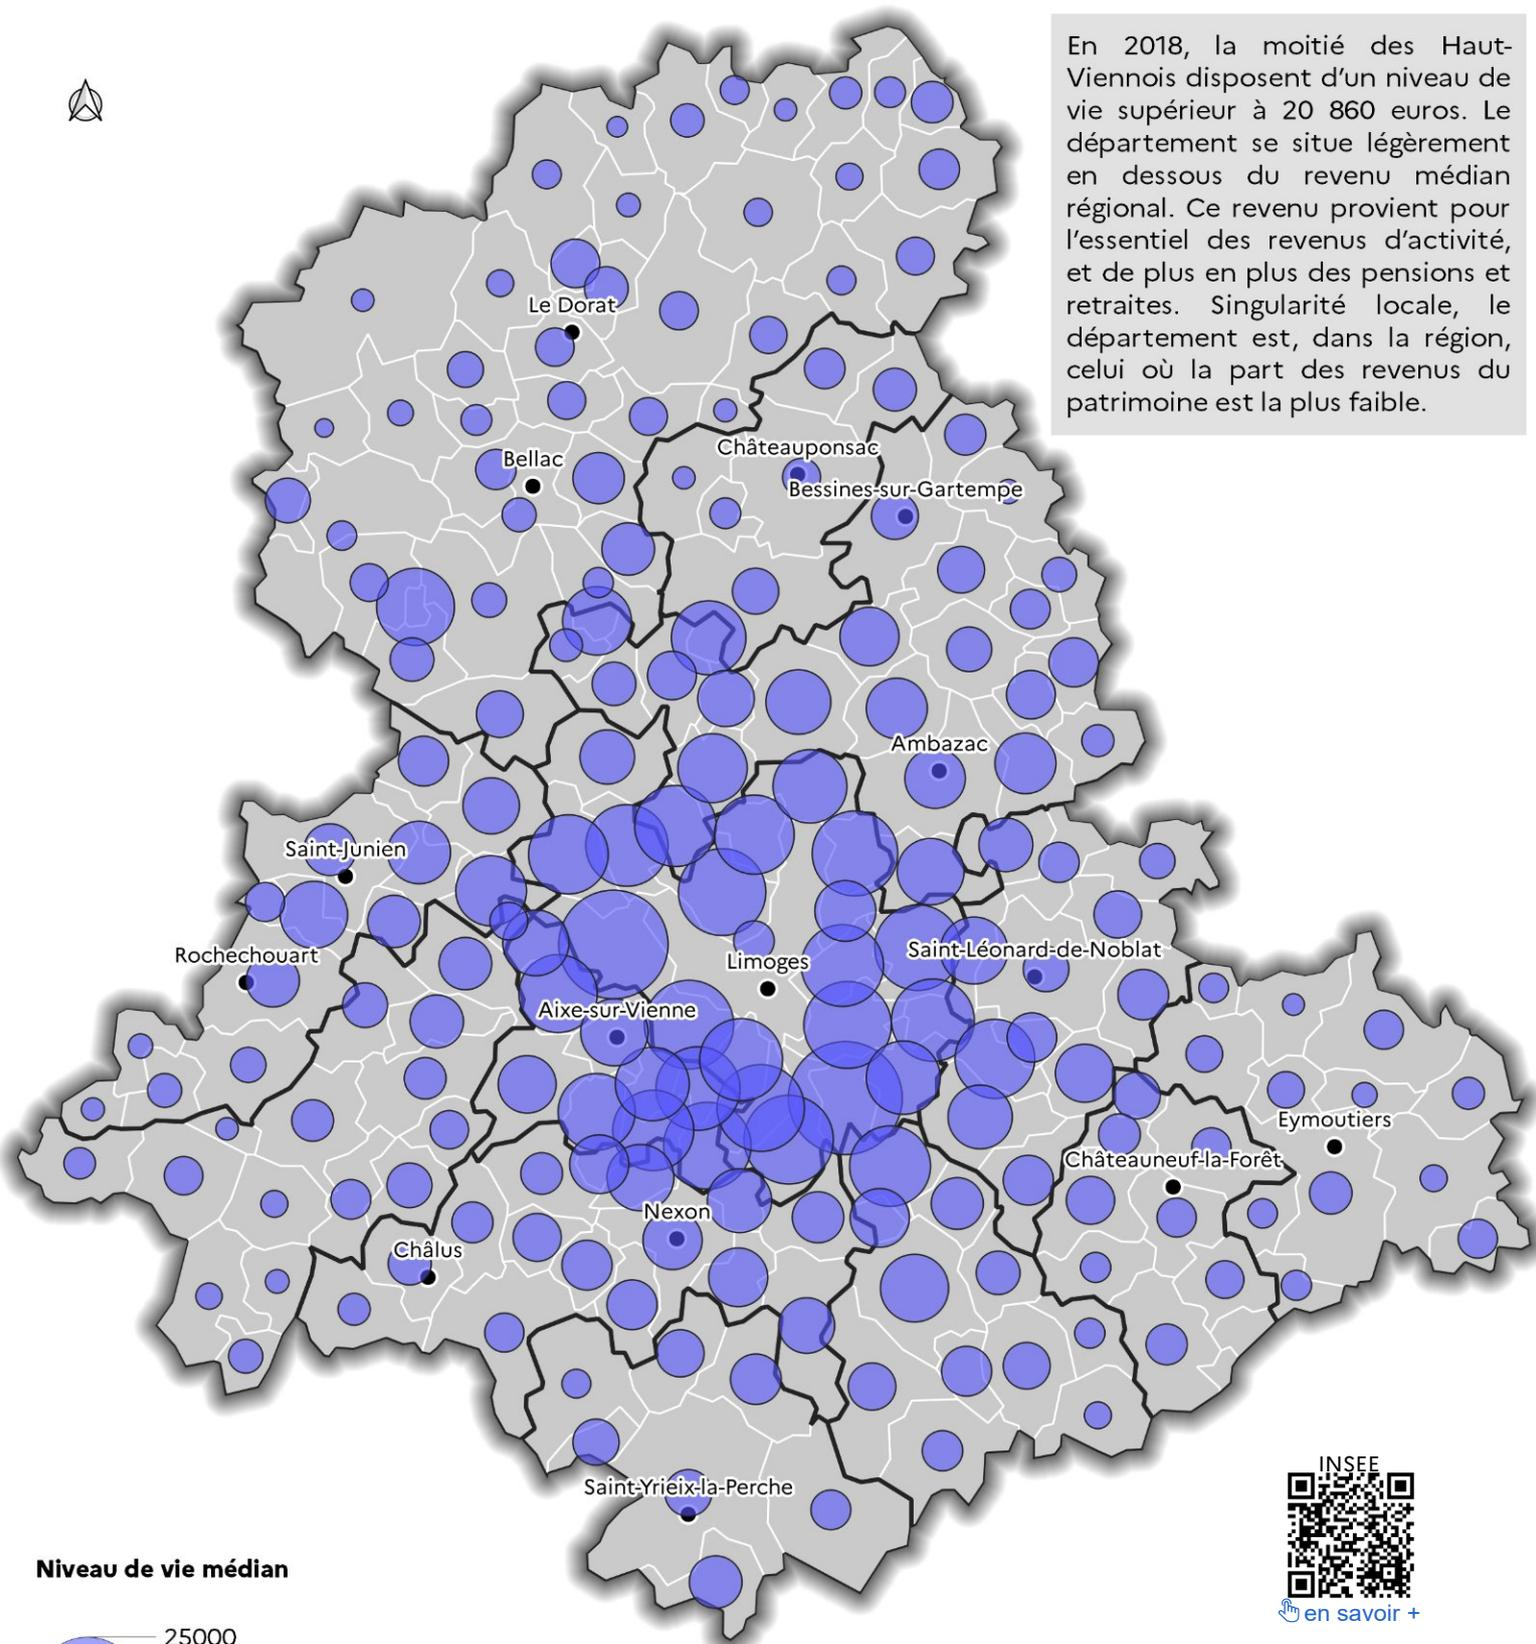 En 2018, la moitié des Haut-
Viennois disposent d'un niveau de
vie supérieur à 20 860 euros. Le
département se situe légèrement
en dessous du revenu médian
régional. Ce revenu provient pour
l'essentiel des revenus d'activité,
et de plus en plus des pensions et
retraites. Singularité locale, le
département est, dans la région,
celui où la part des revenus du
patrimoine est la plus faible.
Le Dorat
Châteauponsac
Bellac
Bessines-sur-Gartempe
Ambazac
Saint-Junien
Rochechouart
Saint-Léonard-de-Noblat
Limoges
Aixe-sur-Vienne
Eymoutiers
Châteauneuf-la-Forêt
Nexon
Châlus
Saint-Yrieix-la-Perche
INSEE
en savoir +
Niveau de vie médian
25000